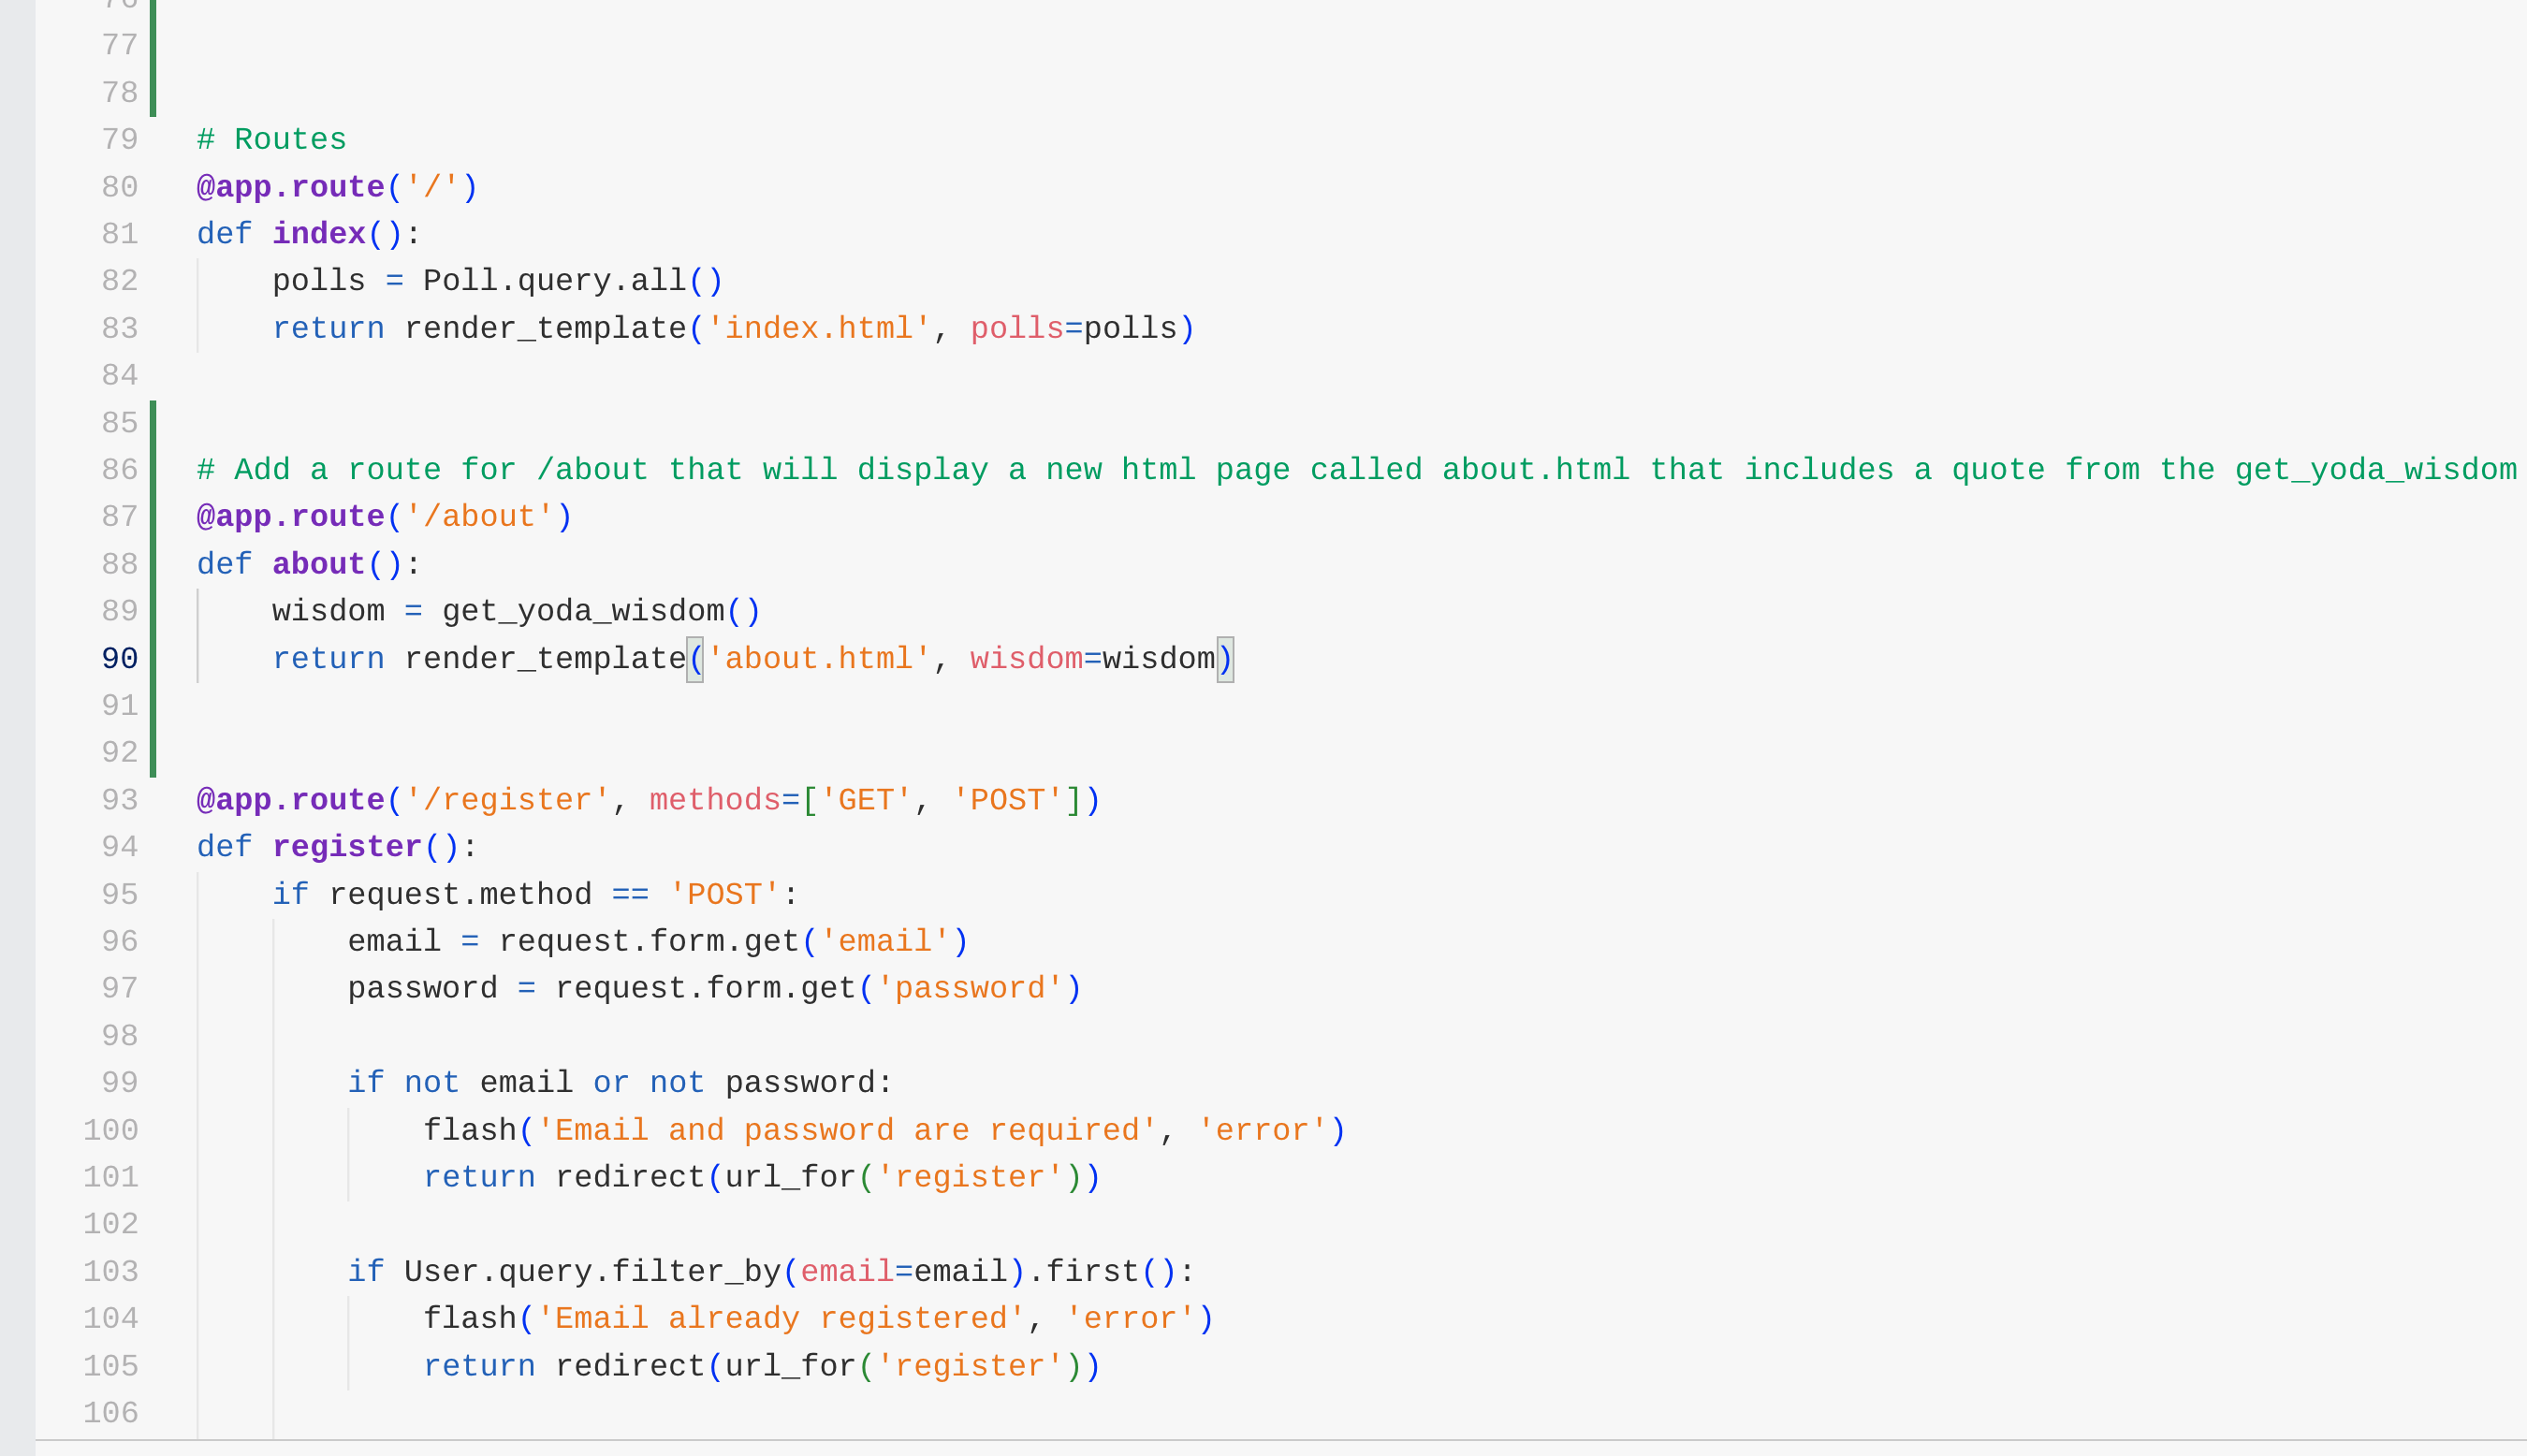 76
77
78
79 # Routes
80 @app.route('/')
81 def index():
82     polls = Poll.query.all()
83     return render_template('index.html', polls=polls)
84
85
86 # Add a route for /about that will display a new html page called about.html that includes a quote from the get_yoda_wisdom
87 @app.route('/about')
88 def about():
89     wisdom = get_yoda_wisdom()
90     return render_template('about.html', wisdom=wisdom)
91
92
93 @app.route('/register', methods=['GET', 'POST'])
94 def register():
95     if request.method == 'POST':
96         email = request.form.get('email')
97         password = request.form.get('password')
98
99         if not email or not password:
100             flash('Email and password are required', 'error')
101             return redirect(url_for('register'))
102
103         if User.query.filter_by(email=email).first():
104             flash('Email already registered', 'error')
105             return redirect(url_for('register'))
106